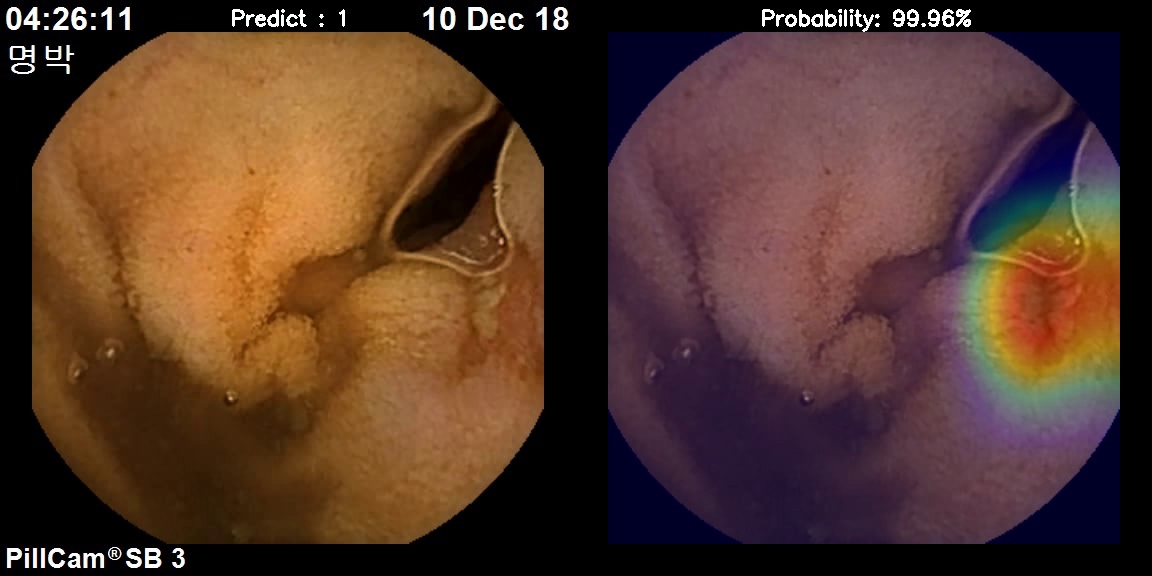 04:26:11 Predict : 1 10 Dec 18 Probability: 99.96%
명박
PillCam® SB 3